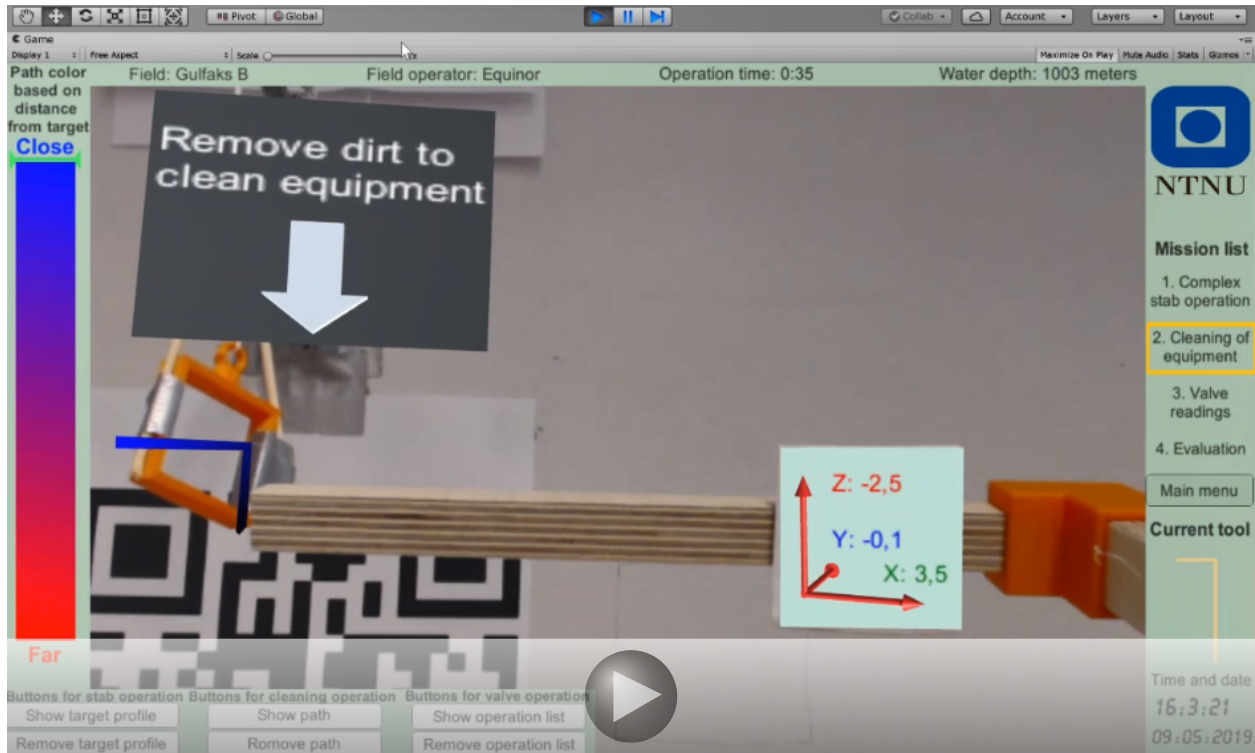 Pivot
Global
Collab
Account
Layers
Layout
Game
Display 1
Free Aspect
Scale
Maximize On Play
Mute Audio
Stats
Gizmos
Path color
based on
distance
from target
Close
Far
Field: Gulfaks B
Field operator: Equinor
Operation time: 0:35
Water depth: 1003 meters
Remove dirt to
clean equipment
Z: -2,5
Y: -0,1
X: 3,5
NTNU
Mission list
1. Complex
stab operation
2. Cleaning of
equipment
3. Valve
readings
4. Evaluation
Main menu
Current tool
Time and date
16:3:21
09:05:2019
Buttons for stab operation
Show target profile
Remove target profile
Buttons for cleaning operation
Show path
Romove path
Buttons for valve operation
Show operation list
Remove operation list